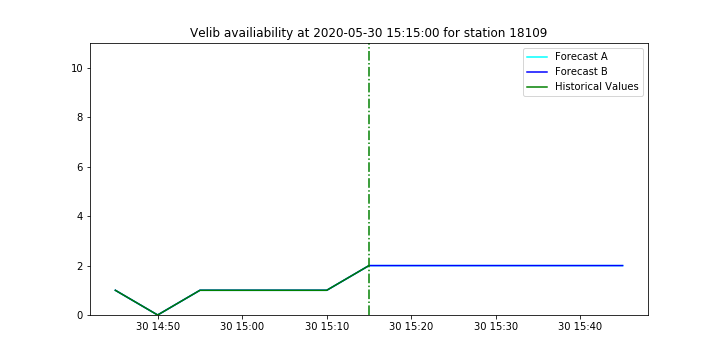 Velib availiability at 2020-05-30 15:15:00 for station 18109
Forecast A
Forecast B
Historical Values
10
8
6
4
2
0
30 14:50 30 15:00 30 15:10 30 15:20 30 15:30 30 15:40